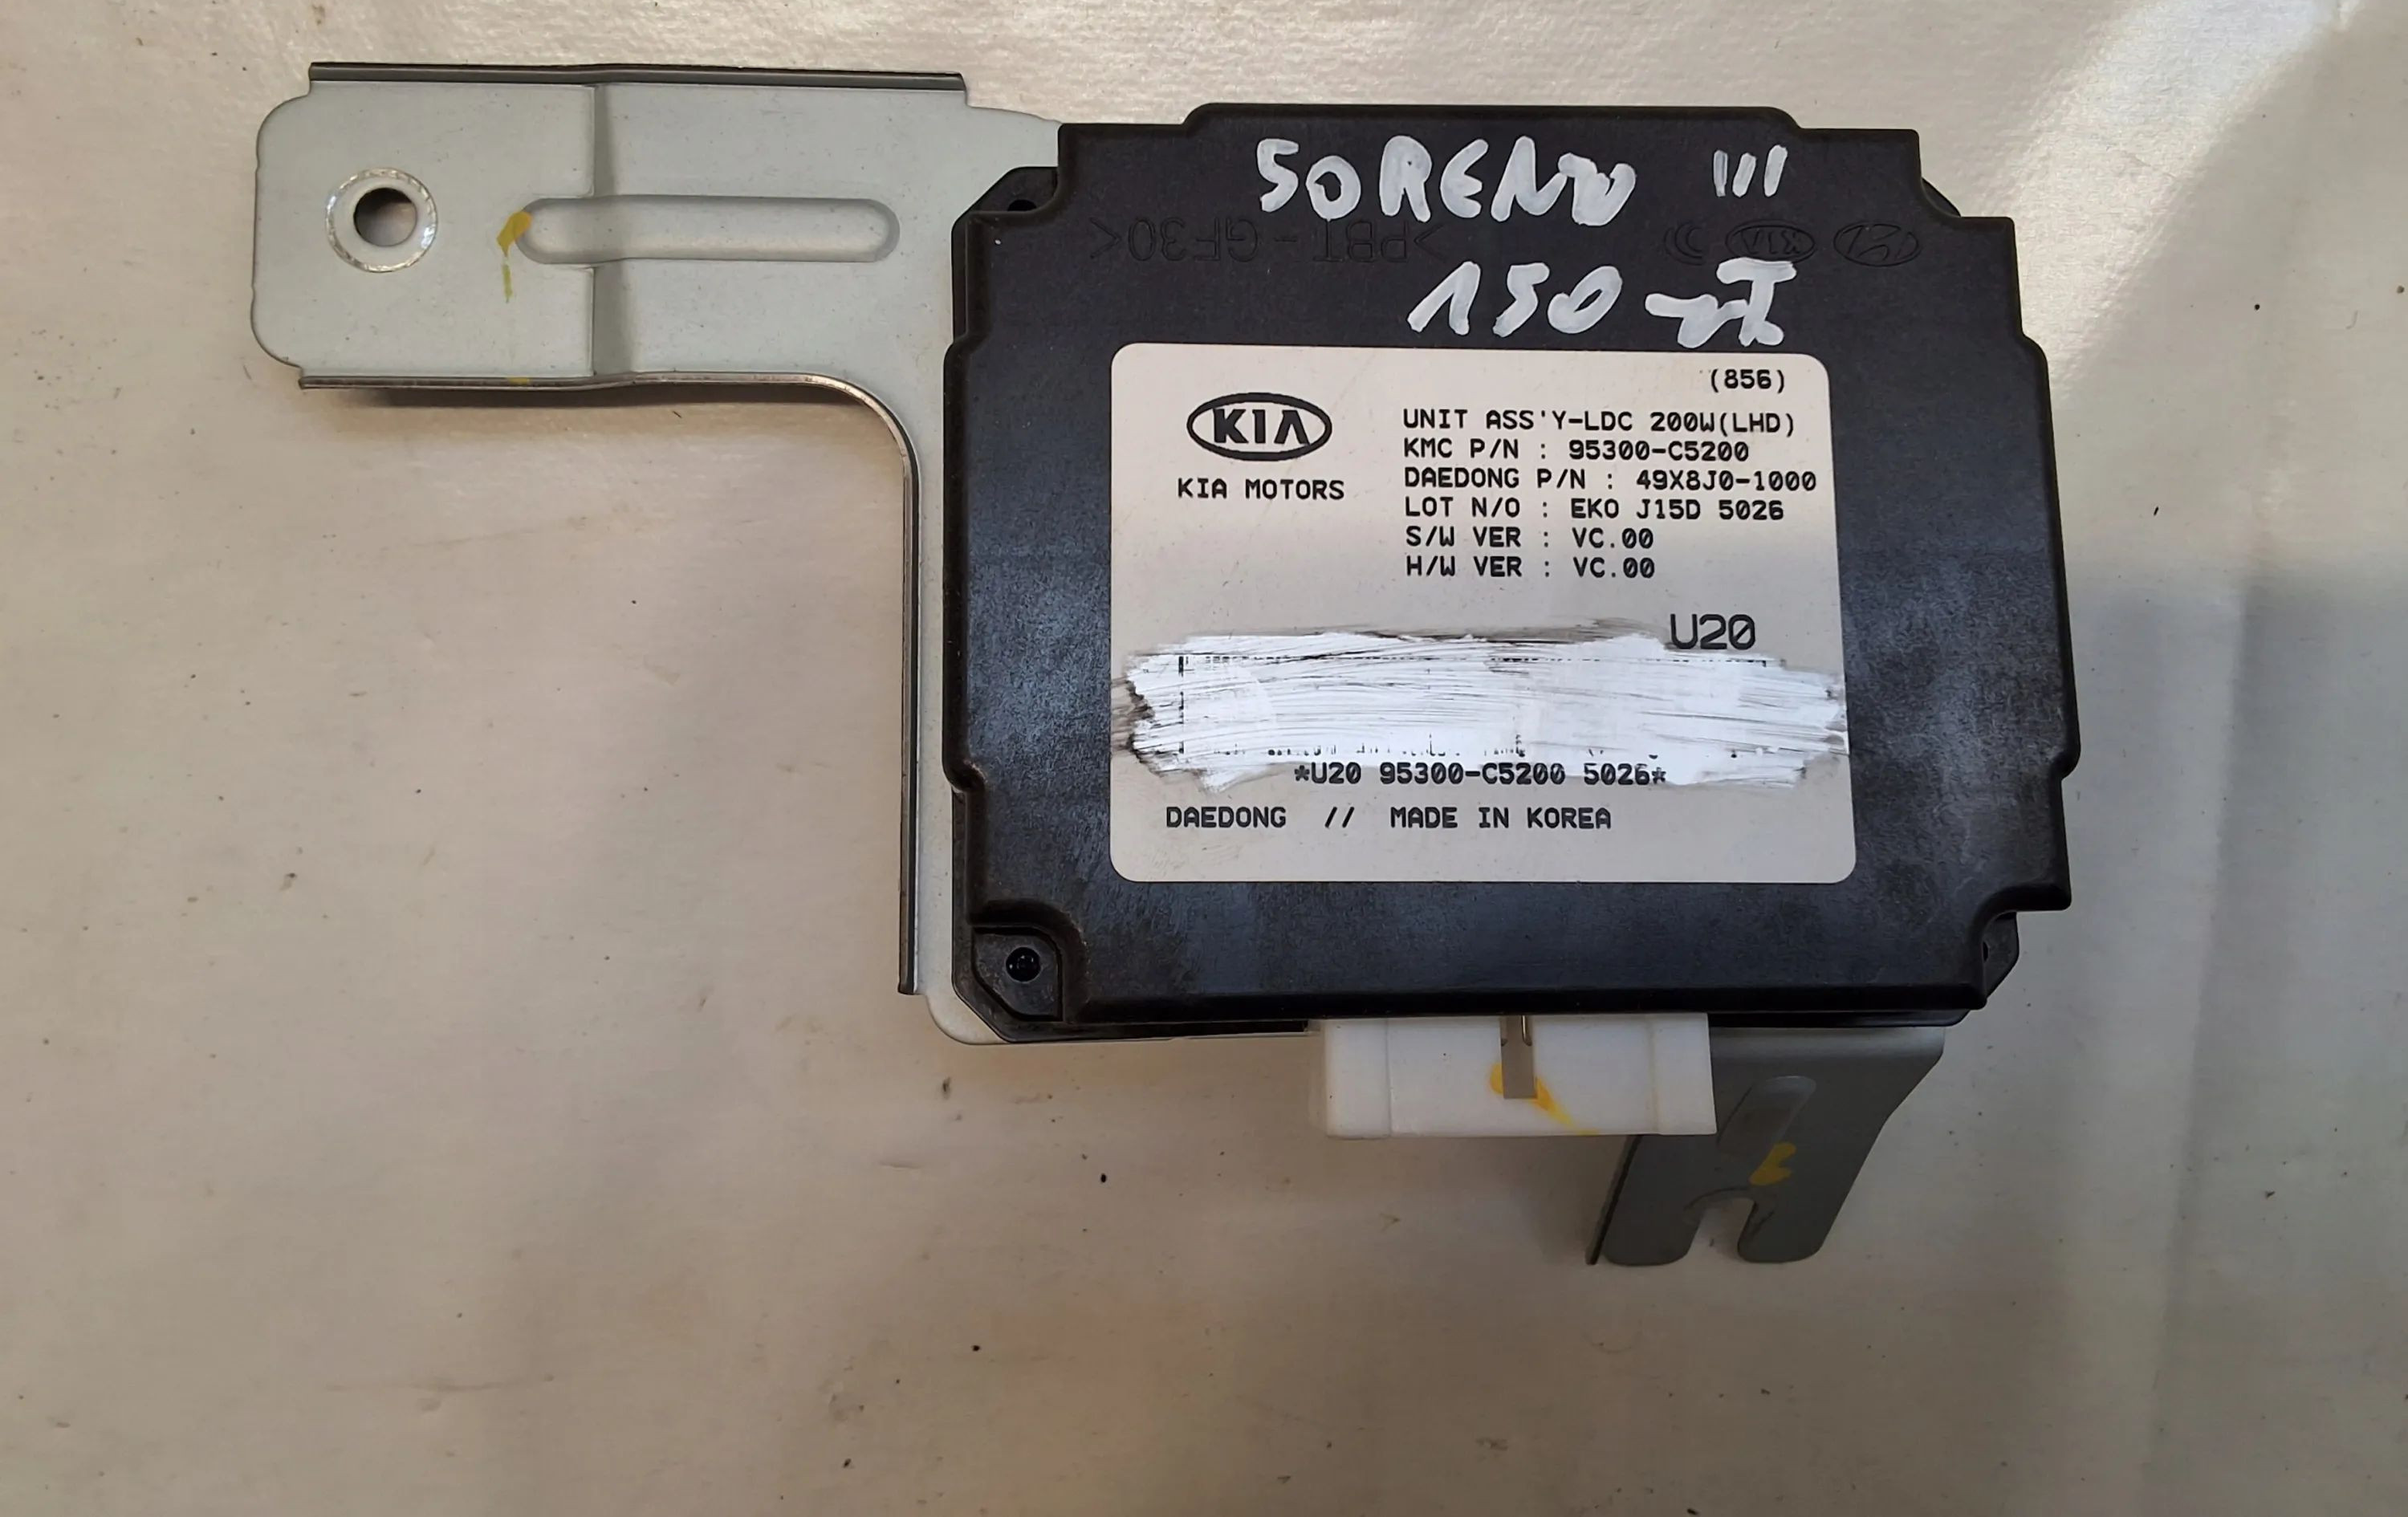 SORENTO III
>PBT-GF30<
KIA
150 zł
(856)
KIA
KIA MOTORS
UNIT ASS'Y-LDC 200W(LHD)
KMC P/N : 95300-C5200
DAEDONG P/N : 49X8J0-1000
LOT N/O : EKO J15D 5026
S/W VER : VC.00
H/W VER : VC.00
U20
*U20 95300-C5200 5026*
DAEDONG // MADE IN KOREA